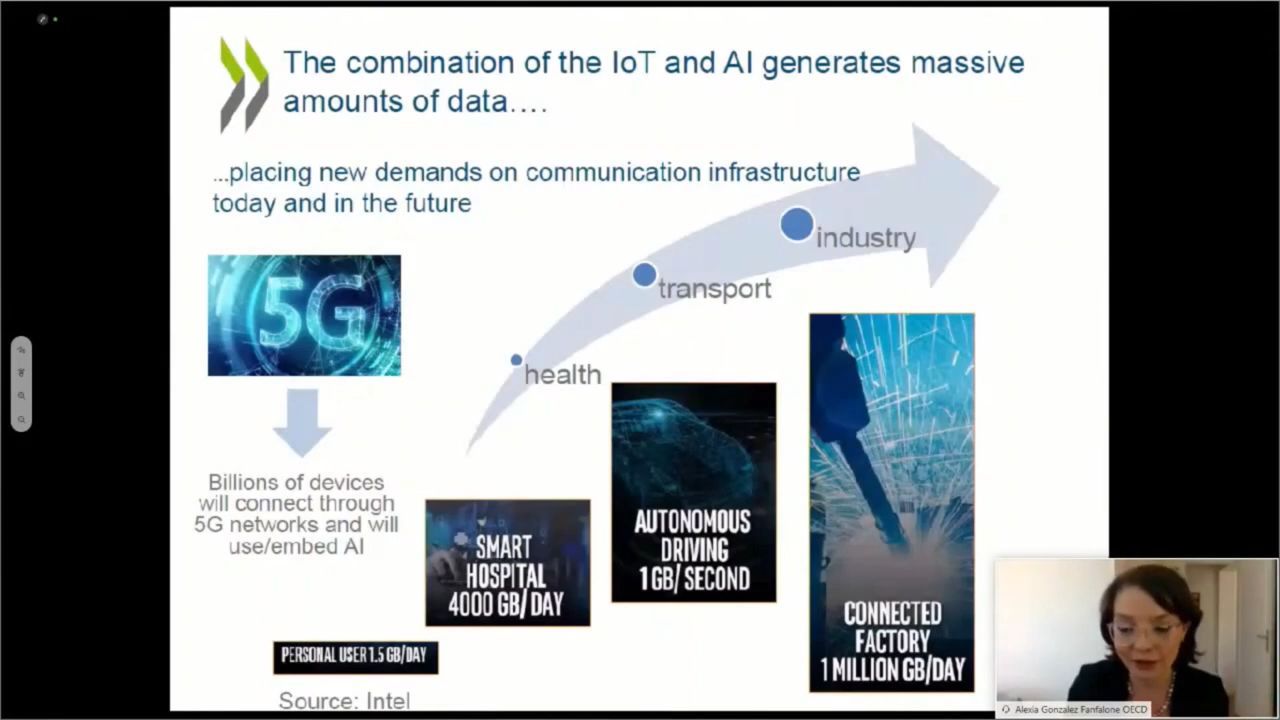 The combination of the IoT and AI generates massive
amounts of data....
...placing new demands on communication infrastructure
today and in the future
industry
transport
health
5G
Billions of devices
will connect through
5G networks and will
use/embed AI
SMART
HOSPITAL
4000 GB/DAY
AUTONOMOUS
DRIVING
1GB/SECOND
CONNECTED
FACTORY
1 MILLION GB/DAY
PERSONAL USER 1.5 GB/DAY
Source: Intel
Alexia Gonzalez Fanfalone OECD